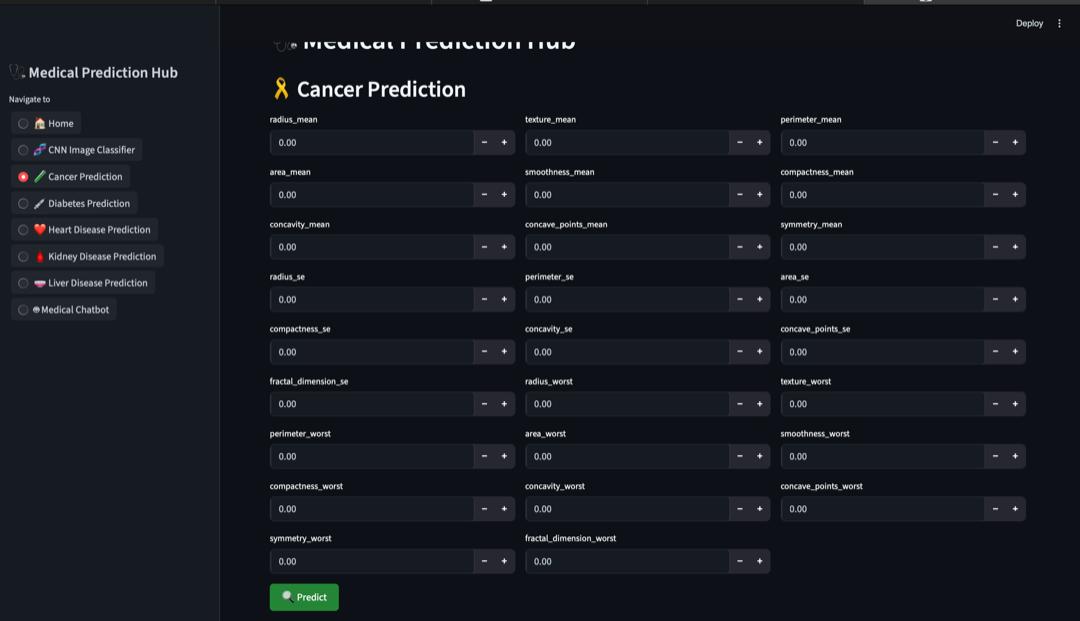 Deploy
Medical Prediction Hub
Navigate to
Home
CNN Image Classifier
Cancer Prediction
Diabetes Prediction
Heart Disease Prediction
Kidney Disease Prediction
Liver Disease Prediction
Medical Chatbot
Medical Prediction Hub
Cancer Prediction
radius_mean texture_mean perimeter_mean
0.00 - + 0.00 - + 0.00 - +
area_mean smoothness_mean compactness_mean
0.00 - + 0.00 - + 0.00 - +
concavity_mean concave_points_mean symmetry_mean
0.00 - + 0.00 - + 0.00 - +
radius_se perimeter_se area_se
0.00 - + 0.00 - + 0.00 - +
compactness_se concavity_se concave_points_se
0.00 - + 0.00 - + 0.00 - +
fractal_dimension_se radius_worst texture_worst
0.00 - + 0.00 - + 0.00 - +
perimeter_worst area_worst smoothness_worst
0.00 - + 0.00 - + 0.00 - +
compactness_worst concavity_worst concave_points_worst
0.00 - + 0.00 - + 0.00 - +
symmetry_worst fractal_dimension_worst
0.00 - + 0.00 - +
Predict